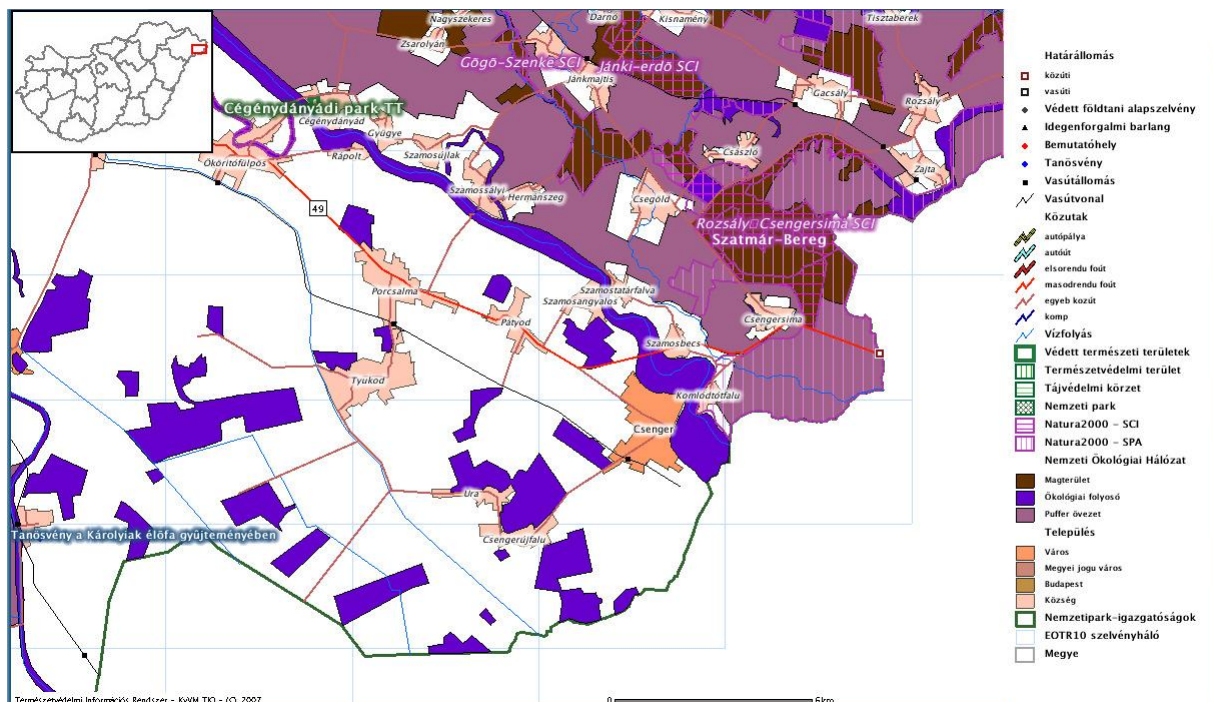 Nagyszekeres
Darnó
Kisnamény
Tisztaberek
Zsarolyán
Gögö-Szenke SCI
Jánki-erdő SCI
Jánkmajtis
Gacsály
Rozsály
Cégénydányádi park TT
Cégénydányád
Gyügye
Ököritófülpös
Rápolt
Szamosújlak
Császló
Zajta
Szamossályi
Hermánszeg
Csegöld
49
Rozsály Csengersima SCI
Szatmár-Bereg
Porcsalma
Szamostatárfalva
Szamosangyalos
Pátyod
Csengersima
Szamosbecs
Tyukod
Komlódtótfalu
Csenger
Ura
Csengerújfalu
Tanösvény a Károlyiak élőfa gyűjteményében
Természetvédelmi Információs Rendszer - KvVM TIO - (C) 2007
0 6km
Határállomás
közúti
vasúti
Védett földtani alapszelvény
Idegenforgalmi barlang
Bemutatóhely
Tanösvény
Vasútállomás
Vasútvonal
Közutak
autópálya
autóút
elsorendu foút
masodrendu foút
egyeb kozút
komp
Vízfolyás
Védett természeti területek
Természetvédelmi terület
Tájvédelmi körzet
Nemzeti park
Natura2000 - SCI
Natura2000 - SPA
Nemzeti Ökológiai Hálózat
Magterület
Ökológiai folyosó
Puffer övezet
Település
Város
Megyei jogu város
Budapest
Község
Nemzetipark-igazgatóságok
EOTR10 szelvényháló
Megye